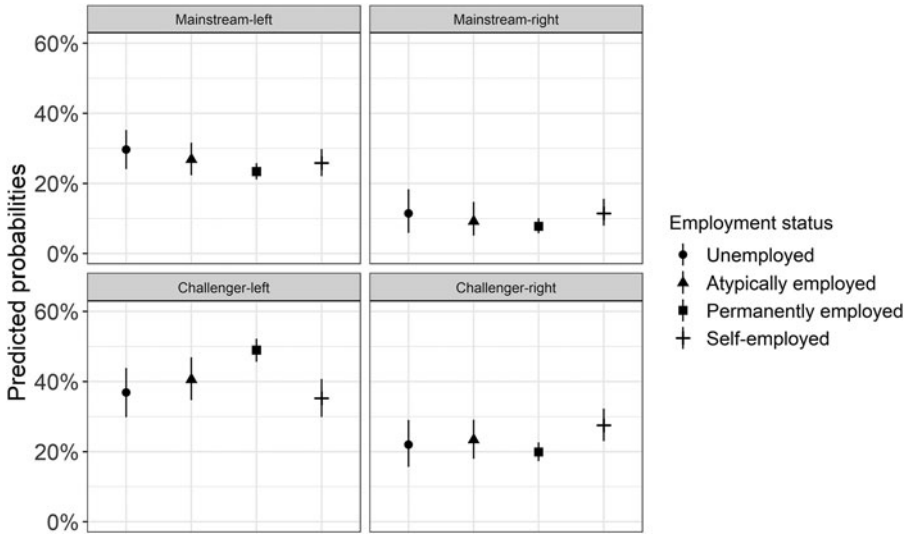 Predicted probabilities
Mainstream-left
Mainstream-right
60%
40%
20%
0%
Challenger-left
Challenger-right
60%
40%
20%
0%
Employment status
Unemployed
Atypically employed
Permanently employed
Self-employed